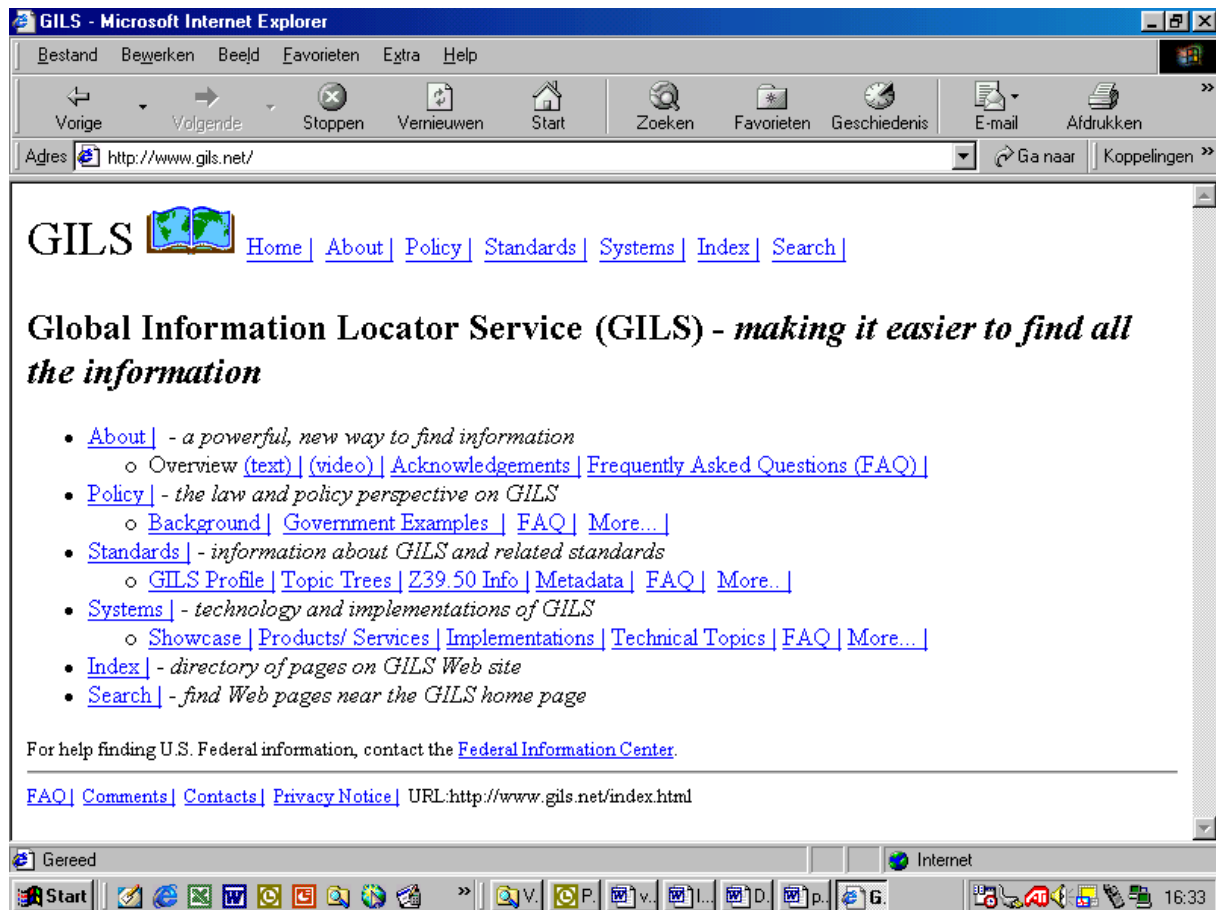 GILS - Microsoft Internet Explorer
Bestand Bewerken Beeld Favorieten Extra Help
Vorige Volgende Stoppen Vernieuwen Start Zoeken Favorieten Geschiedenis E-mail Afdrukken »
Adres http://www.gils.net/ Ga naar Koppelingen »
GILS Home | About | Policy | Standards | Systems | Index | Search |
Global Information Locator Service (GILS) - making it easier to find all
the information
• About | - a powerful, new way to find information
o Overview (text) | (video) | Acknowledgements | Frequently Asked Questions (FAQ) |
• Policy | - the law and policy perspective on GILS
o Background | Government Examples | FAQ | More... |
• Standards | - information about GILS and related standards
o GILS Profile | Topic Trees | Z39.50 Info | Metadata | FAQ | More.. |
• Systems | - technology and implementations of GILS
o Showcase | Products/ Services | Implementations | Technical Topics | FAQ | More... |
• Index | - directory of pages on GILS Web site
• Search | - find Web pages near the GILS home page
For help finding U.S. Federal information, contact the Federal Information Center.
FAQ | Comments | Contacts | Privacy Notice | URL:http://www.gils.net/index.html
Gereed Internet
Start » V. P. v.. I... D. p.. G. 16:33